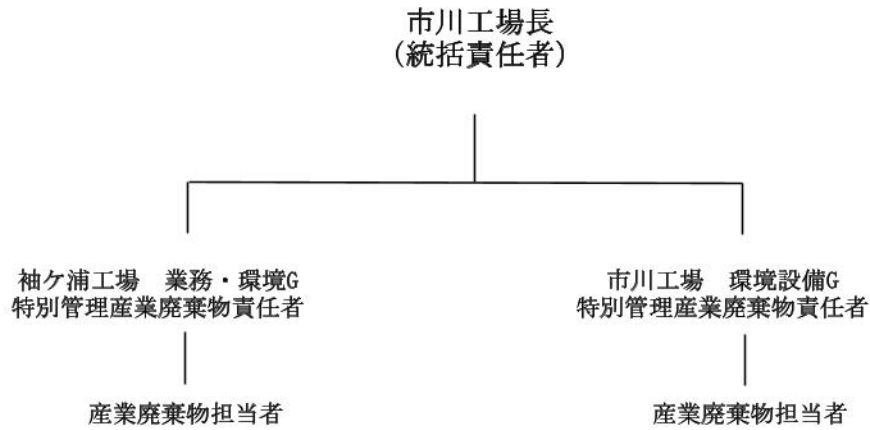 市川工場長
(統括責任者)
袖ケ浦工場　業務・環境G
特別管理産業廃棄物責任者
産業廃棄物担当者
市川工場　環境設備G
特別管理産業廃棄物責任者
産業廃棄物担当者